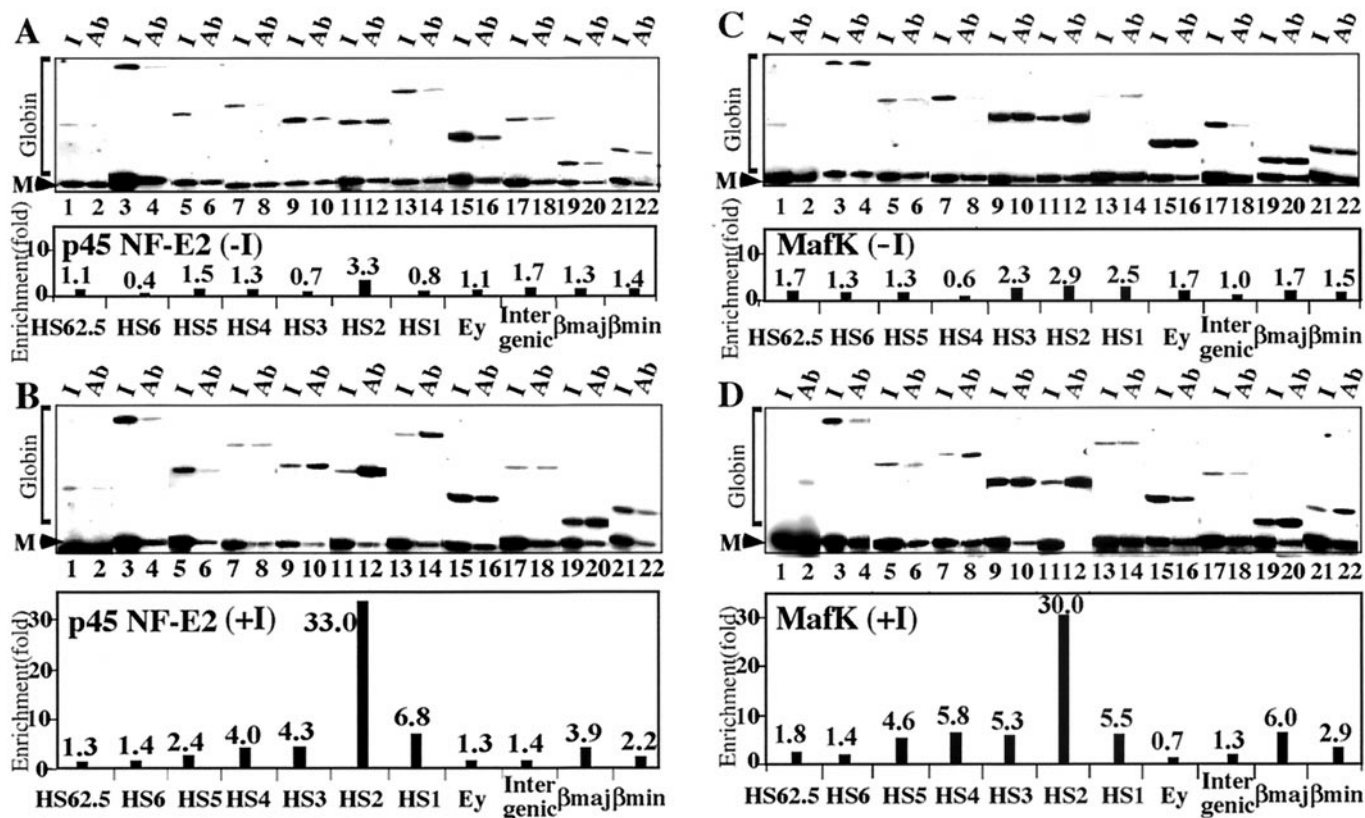 A
I Ab I Ab I Ab I Ab I Ab I Ab I Ab I Ab I Ab I Ab I Ab
Globin
M
1 2 3 4 5 6 7 8 9 10 11 12 13 14 15 16 17 18 19 20 21 22
Enrichment(fold)
10
0
p45 NF-E2 (-I)
1.1 0.4 1.5 1.3 0.7 3.3 0.8 1.1 1.7 1.3 1.4
HS62.5 HS6 HS5 HS4 HS3 HS2 HS1 Ey Inter genic βmaj βmin
B
I Ab I Ab I Ab I Ab I Ab I Ab I Ab I Ab I Ab I Ab I Ab
Globin
M
1 2 3 4 5 6 7 8 9 10 11 12 13 14 15 16 17 18 19 20 21 22
Enrichment(fold)
30
20
10
0
p45 NF-E2 (+I)
1.3 1.4 2.4 4.0 4.3 33.0 6.8 1.3 1.4 3.9 2.2
HS62.5 HS6 HS5 HS4 HS3 HS2 HS1 Ey Inter genic βmaj βmin
C
I Ab I Ab I Ab I Ab I Ab I Ab I Ab I Ab I Ab I Ab I Ab
Globin
M
1 2 3 4 5 6 7 8 9 10 11 12 13 14 15 16 17 18 19 20 21 22
Enrichment(fold)
10
0
MafK (-I)
1.7 1.3 1.3 0.6 2.3 2.9 2.5 1.7 1.0 1.7 1.5
HS62.5 HS6 HS5 HS4 HS3 HS2 HS1 Ey Inter genic βmaj βmin
D
I Ab I Ab I Ab I Ab I Ab I Ab I Ab I Ab I Ab I Ab I Ab
Globin
M
1 2 3 4 5 6 7 8 9 10 11 12 13 14 15 16 17 18 19 20 21 22
Enrichment(fold)
30
20
10
0
MafK (+I)
1.8 1.4 4.6 5.8 5.3 30.0 5.5 0.7 1.3 6.0 2.9
HS62.5 HS6 HS5 HS4 HS3 HS2 HS1 Ey Inter genic βmaj βmin